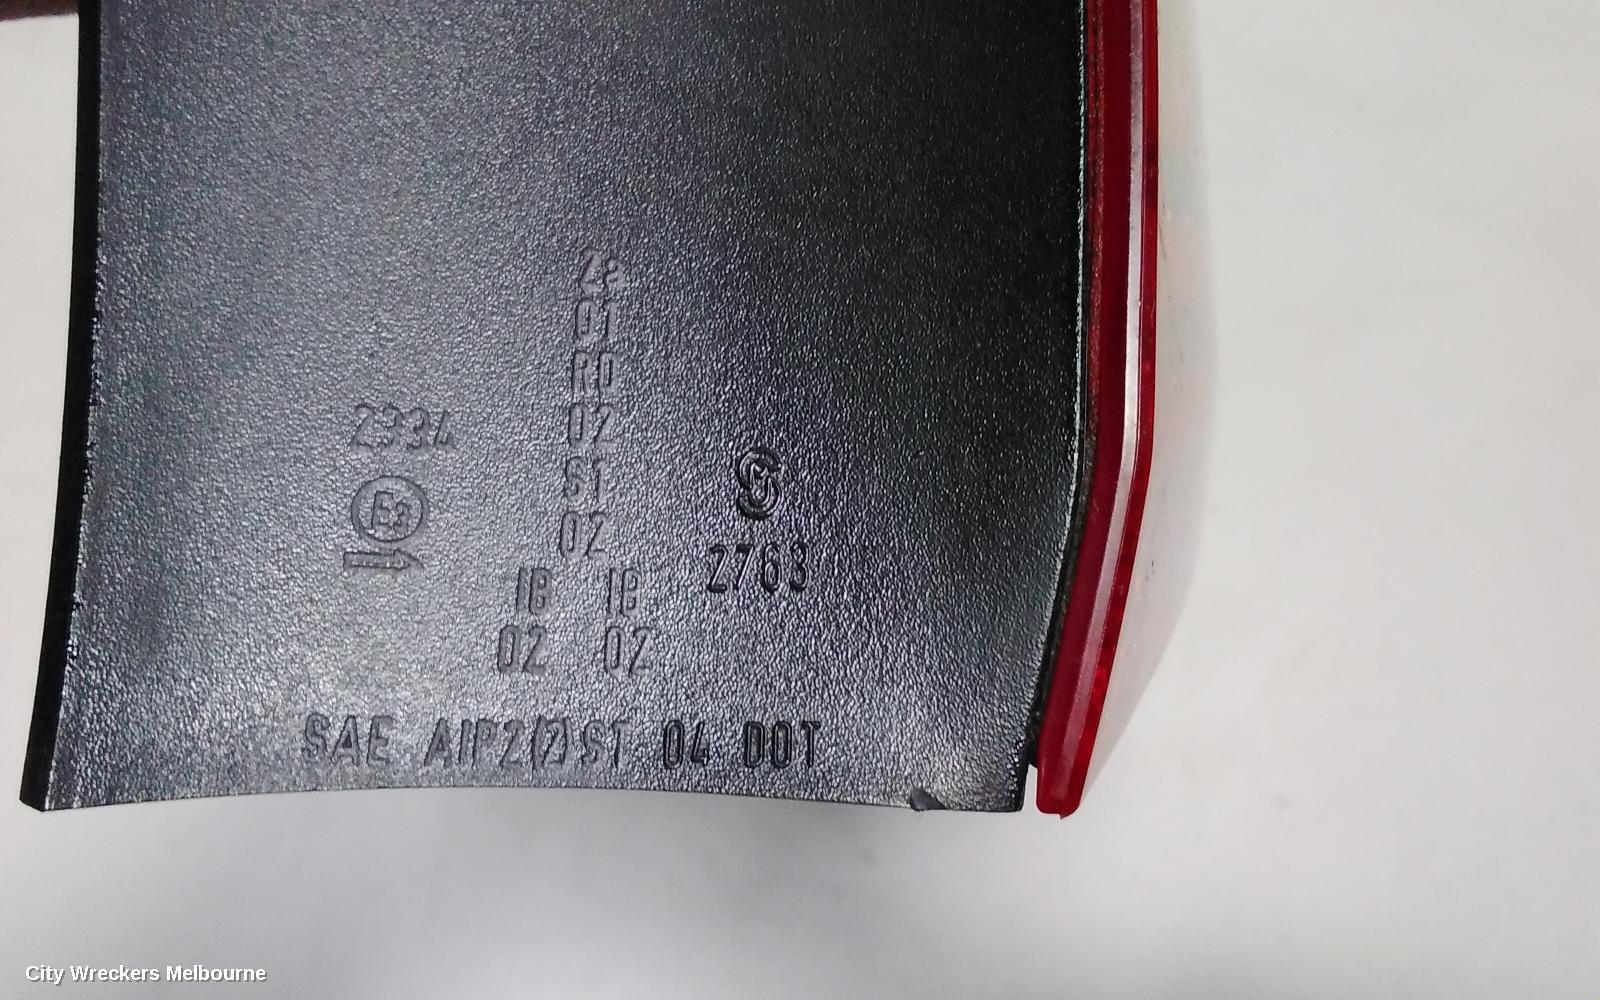 2a
01
R0
02
S1
02
IB IB
02 02
2334
E3
2763
SAE AIP2(2)ST 04 DOT
City Wreckers Melbourne